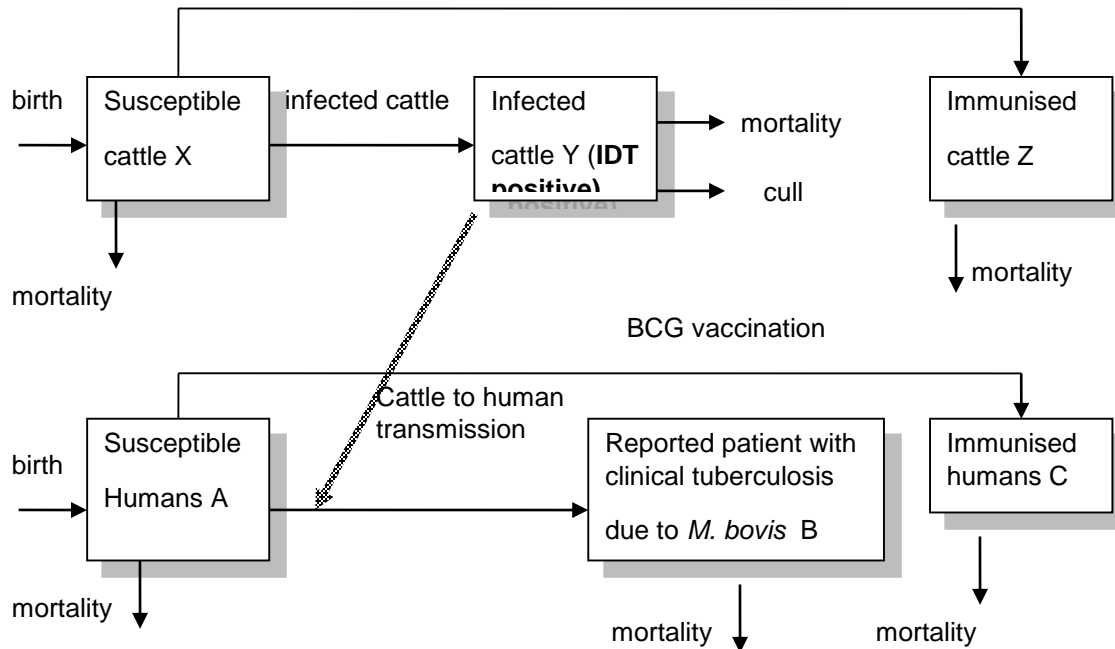 birth
Susceptible
cattle X
infected cattle
Infected
cattle Y (IDT
positive)
mortality
cull
Immunised
cattle Z
mortality
mortality
BCG vaccination
Cattle to human
transmission
birth
Susceptible
Humans A
Reported patient with
clinical tuberculosis
due to M. bovis B
Immunised
humans C
mortality
mortality
mortality